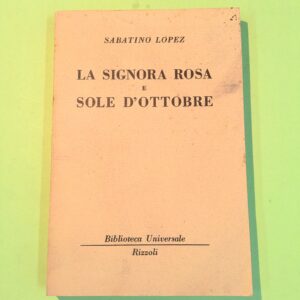 SABATINO LOPEZ
LA SIGNORA ROSA
E
SOLE D'OTTOBRE
Biblioteca Universale
Rizzoli